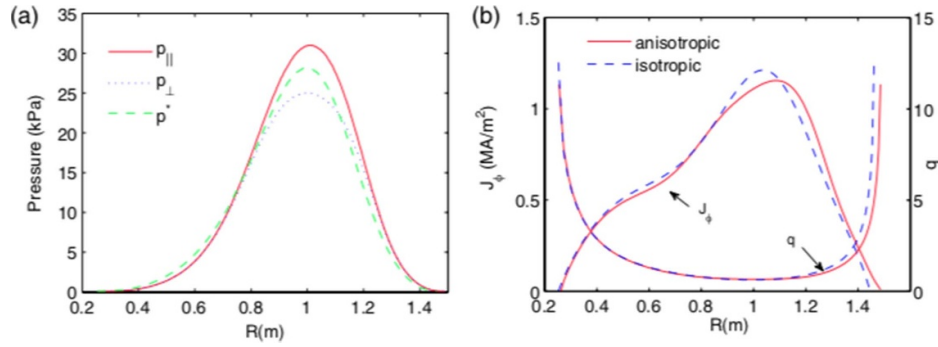 (a)
35
30
25
20
15
10
5
0
Pressure (kPa)
p||
p⊥
p*
0.2 0.4 0.6 0.8 1 1.2 1.4
R(m)
(b)
1.5
1
0.5
0
Jϕ (MA/m²)
anisotropic
isotropic
Jϕ
q
15
10
5
0
q
0.2 0.4 0.6 0.8 1 1.2 1.4 1.6
R(m)